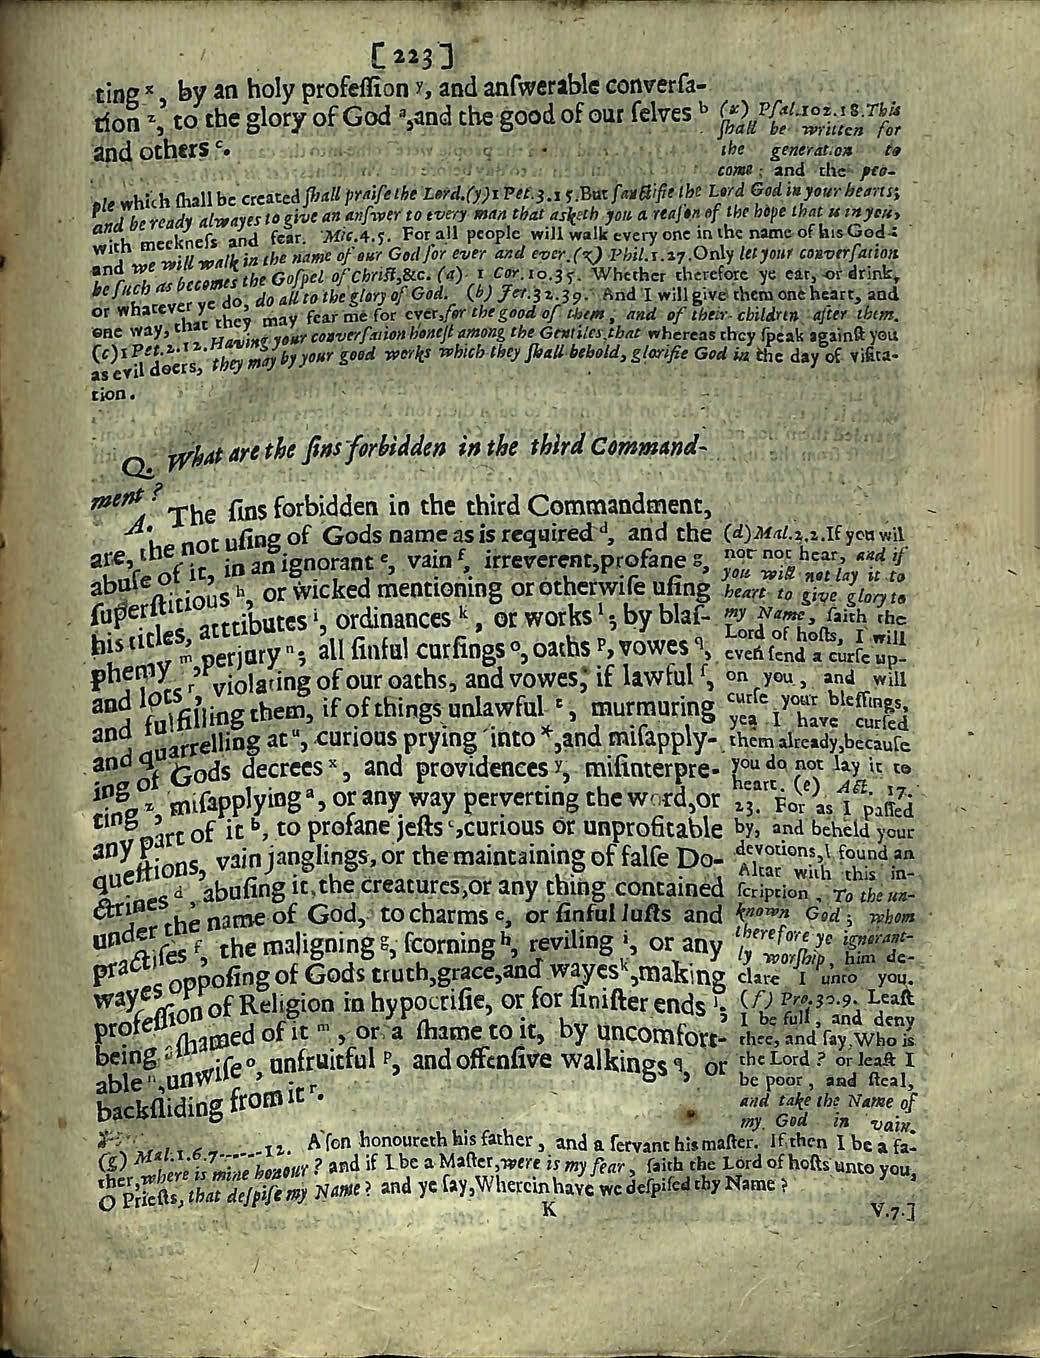 [ 223 ]
ting ˣ, by an holy profeſſion ʸ, and anſwerable converſa-
tion ᶻ, to the glory of God ᵃ,and the good of our ſelves ᵇ
and others ᶜ.
(x) Pſal.102.18.This
ſhall be written for
the generation to
come; and the peo-
ple which ſhall be created ſhall praiſe the Lord.(y)1 Pet.3.15.But ſanctifie the Lord God in your hearts;
and be ready alwayes to give an anſwer to every man that asketh you a reaſon of the hope that is in you,
with meekneſs and fear. Mic.4.5. For all people will walk every one in the name of his God:
and we will walk in the name of our God for ever and ever.(z) Phil.1.27.Only let your converſation
be ſuch as becomes the Goſpel of Chriſt,&c. (a) 1 Cor.10.35. Whether therefore ye eat, or drink,
or whatever ye do, do all to the glory of God. (b) Jer.32.39. And I will give them one heart, and
one way, that they may fear me for ever,for the good of them, and of their children after them.
(c)1 Pet.2.12.Having your converſation honeſt among the Gentiles,that whereas they ſpeak againſt you
as evil doers, they may by your good works which they ſhall behold, glorifie God in the day of viſita-
tion.
Q. What are the ſins forbidden in the third Command-
ment?
A. The ſins forbidden in the third Commandment,
are, the not uſing of Gods name as is required ᵈ, and the
abuſe of it, in an ignorant ᵉ, vain ᶠ, irreverent,profane g,
ſuperſtitious ʰ, or wicked mentioning or otherwiſe uſing
his titles, atttibutes ⁱ, ordinances ᵏ, or works ˡ; by blaſ-
phemy ᵐ,perjury ⁿ; all ſinful curſings ᵒ, oaths ᵖ, vowes q,
and lots ʳ, violating of our oaths, and vowes, if lawful ſ,
and fulfilling them, if of things unlawful ᵗ, murmuring
and quarrelling at ᵘ, curious prying into *,and miſapply-
ing of Gods decrees ˣ, and providences ʸ, miſinterpre-
ting ᶻ, miſapplying ᵃ, or any way perverting the word,or
any part of it ᵇ, to profane jeſts ᶜ,curious or unprofitable
queſtions, vain janglings, or the maintaining of falſe Do-
ctrines ᵈ, abuſing it, the creatures,or any thing contained
under the name of God, to charms ᵉ, or ſinful luſts and
practiſes ᶠ, the maligning g, ſcorning ʰ, reviling ⁱ, or any
wayes oppoſing of Gods truth,grace,and wayes ᵏ,making
profeſſion of Religion in hypocriſie, or for ſiniſter ends ˡ;
being aſhamed of it ᵐ, or a ſhame to it, by uncomfort-
able ⁿ,unwiſe ᵒ, unfruitful ᵖ, and offenſive walkings q, or
backſliding from it ʳ.
(d)Mal.2.2.If you wil
not not hear, and if
you will not lay it to
heart to give glory to
my Name, ſaith the
Lord of hoſts, I will
even ſend a curſe up-
on you, and will
curſe your bleſſings,
yea I have curſed
them already,becauſe
you do not lay it to
heart. (e) Act. 17.
23. For as I paſſed
by, and beheld your
devotions,I found an
Altar with this in-
ſcription, To the un-
known God; whom
therefore ye ignorant-
ly worſhip, him de-
clare I unto you.
(f) Pro.30.9. Leaſt
I be full, and deny
thee, and ſay,Who is
the Lord? or leaſt I
be poor, and ſteal,
and take the Name of
my God in vain.
(g) Mal.1.6.7------12. A ſon honoureth his father, and a ſervant his maſter. If then I be a fa-
ther,where is mine honour? and if I be a Maſter,were is my fear, ſaith the Lord of hoſts unto you,
O Prieſts, that deſpiſe my Name? and ye ſay,Wherein have we deſpiſed thy Name?
K
V.7.]